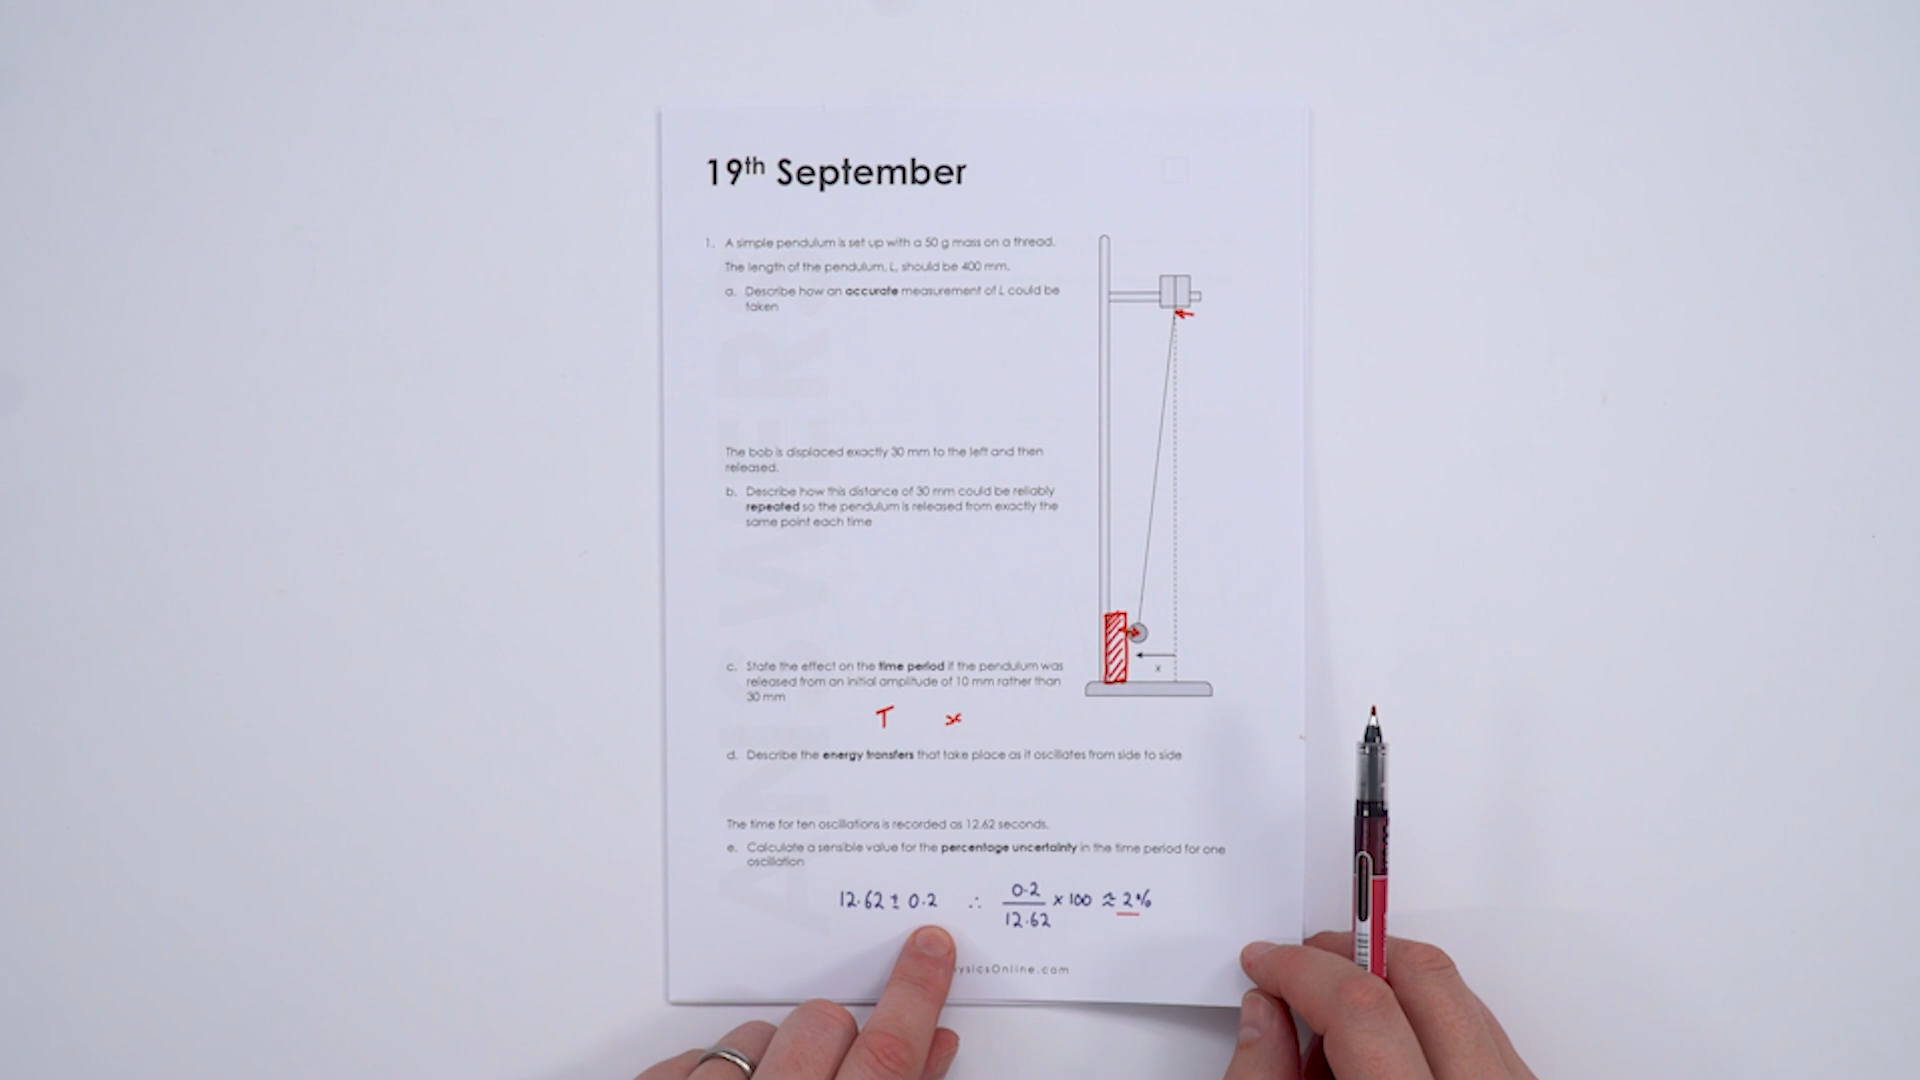 19th September
1. A simple pendulum is set up with a 50 g mass on a thread.
The length of the pendulum, L, should be 400 mm.
a. Describe how an accurate measurement of L could be
taken
The bob is displaced exactly 30 mm to the left and then
released.
b. Describe how this distance of 30 mm could be reliably
repeated so the pendulum is released from exactly the
same point each time
x
c. State the effect on the time period if the pendulum was
released from an initial amplitude of 10 mm rather than
30 mm
T x
d. Describe the energy transfers that take place as it oscillates from side to side
The time for ten oscillations is recorded as 12.62 seconds.
e. Calculate a sensible value for the percentage uncertainty in the time period for one
oscillation
12.62 ± 0.2 ∴ 0.2/12.62 × 100 ≈ 2%
ysicsOnline.com